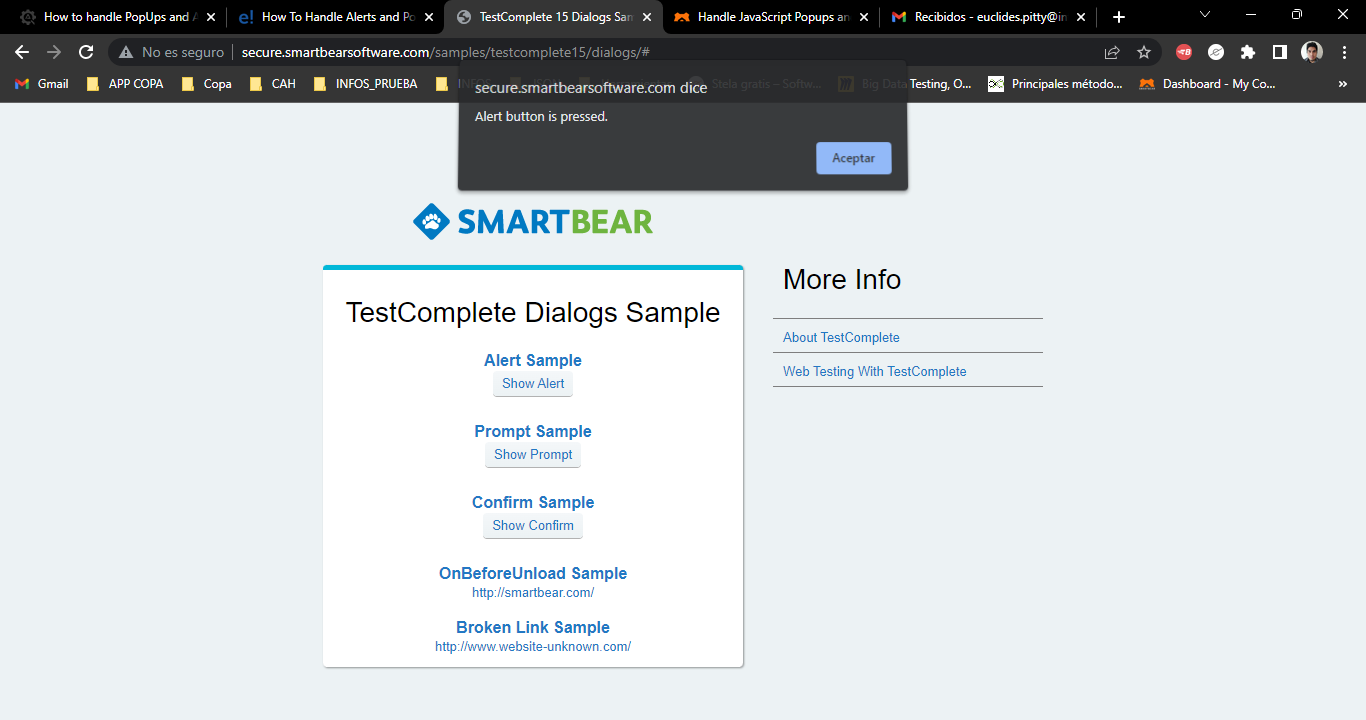 How to handle PopUps and A
How To Handle Alerts and Po
TestComplete 15 Dialogs Sam
Handle JavaScript Popups an
Recibidos - euclides.pitty@in
No es seguro
secure.smartbearsoftware.com/samples/testcomplete15/dialogs/#
Gmail
APP COPA
Copa
CAH
INFOS_PRUEBA
INFOS
Stela gratis – Softw...
Big Data Testing, O...
Principales método...
Dashboard - My Co...
»
secure.smartbearsoftware.com dice
Alert button is pressed.
Aceptar
SMARTBEAR
TestComplete Dialogs Sample
Alert Sample
Show Alert
Prompt Sample
Show Prompt
Confirm Sample
Show Confirm
OnBeforeUnload Sample
http://smartbear.com/
Broken Link Sample
http://www.website-unknown.com/
More Info
About TestComplete
Web Testing With TestComplete